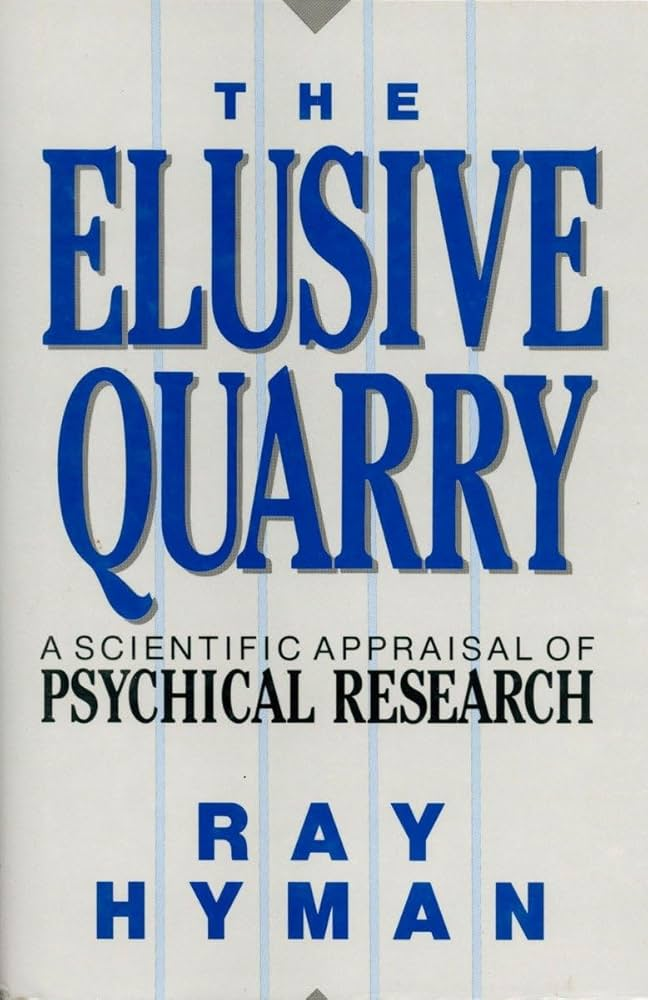 THE
ELUSIVE
QUARRY
A SCIENTIFIC APPRAISAL OF
PSYCHICAL RESEARCH
RAY
HYMAN